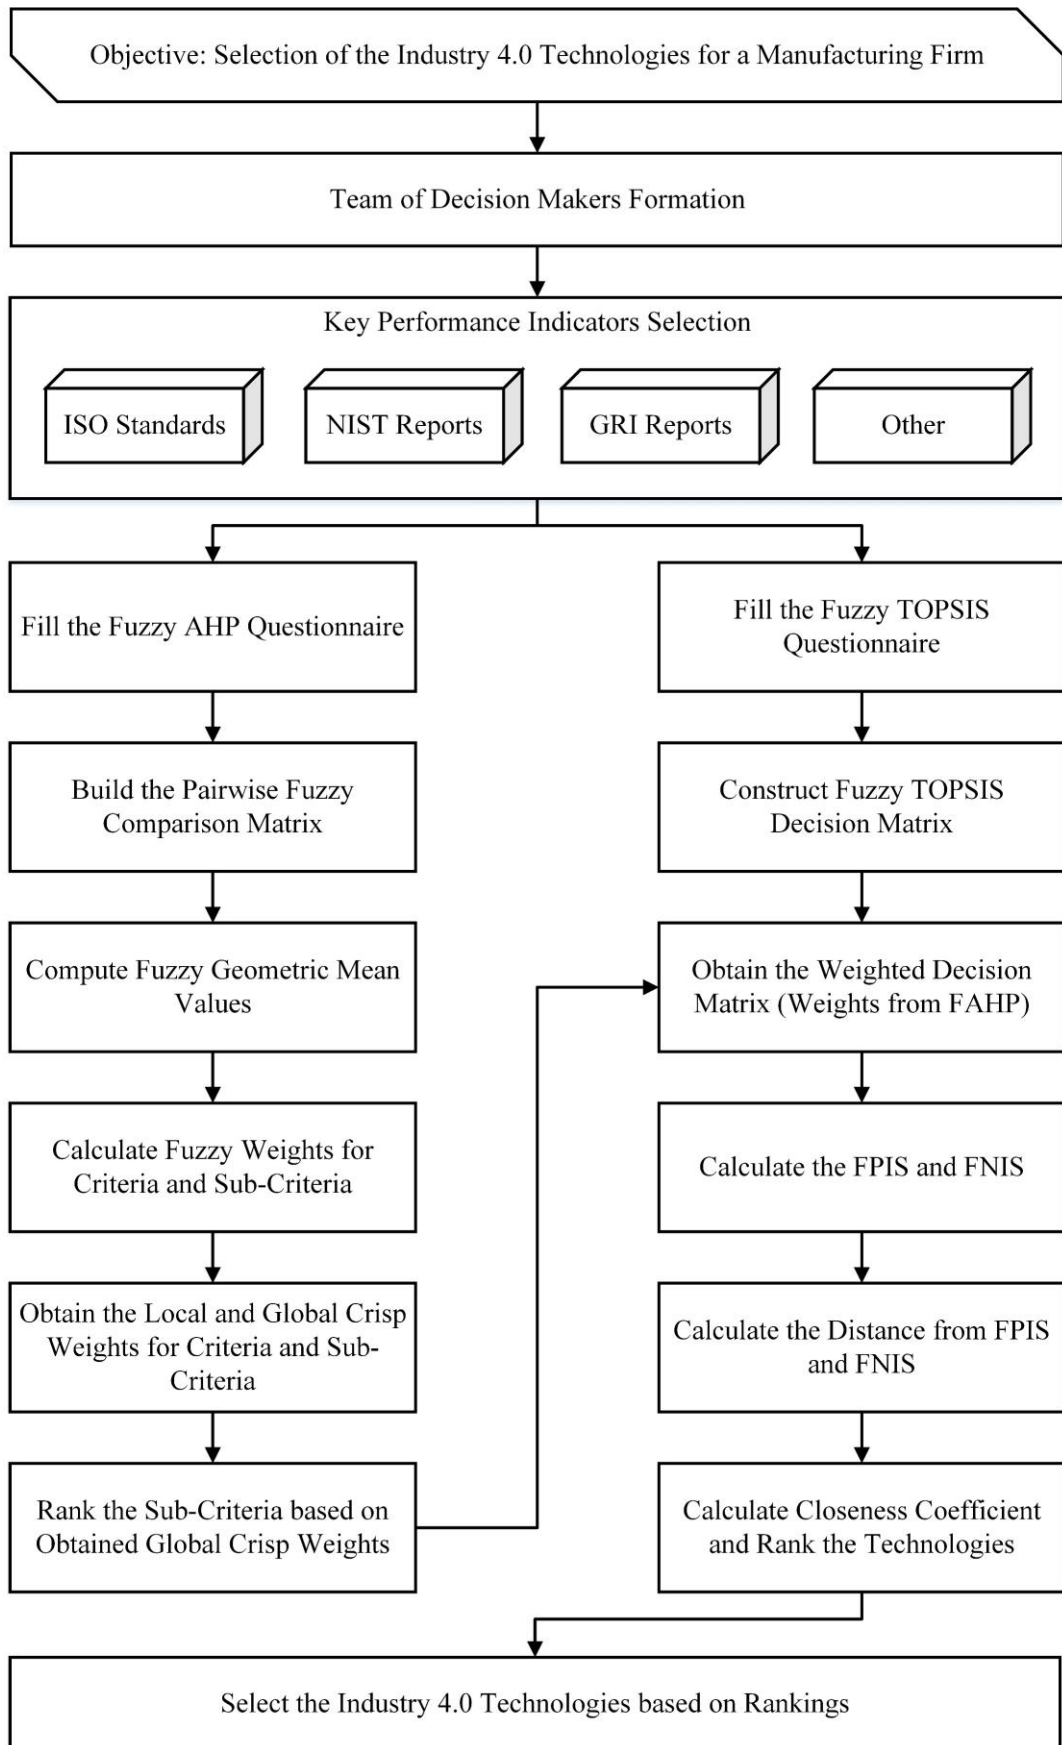 Objective: Selection of the Industry 4.0 Technologies for a Manufacturing Firm
Team of Decision Makers Formation
Key Performance Indicators Selection
ISO Standards
NIST Reports
GRI Reports
Other
Fill the Fuzzy AHP Questionnaire
Build the Pairwise Fuzzy
Comparison Matrix
Compute Fuzzy Geometric Mean
Values
Calculate Fuzzy Weights for
Criteria and Sub-Criteria
Obtain the Local and Global Crisp
Weights for Criteria and Sub-
Criteria
Rank the Sub-Criteria based on
Obtained Global Crisp Weights
Fill the Fuzzy TOPSIS
Questionnaire
Construct Fuzzy TOPSIS
Decision Matrix
Obtain the Weighted Decision
Matrix (Weights from FAHP)
Calculate the FPIS and FNIS
Calculate the Distance from FPIS
and FNIS
Calculate Closeness Coefficient
and Rank the Technologies
Select the Industry 4.0 Technologies based on Rankings